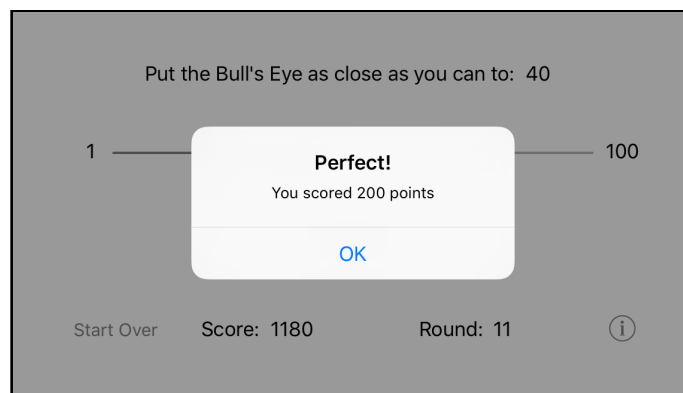 Put the Bull's Eye as close as you can to: 40
1 100
Perfect!
You scored 200 points
OK
Start Over Score: 1180 Round: 11 i